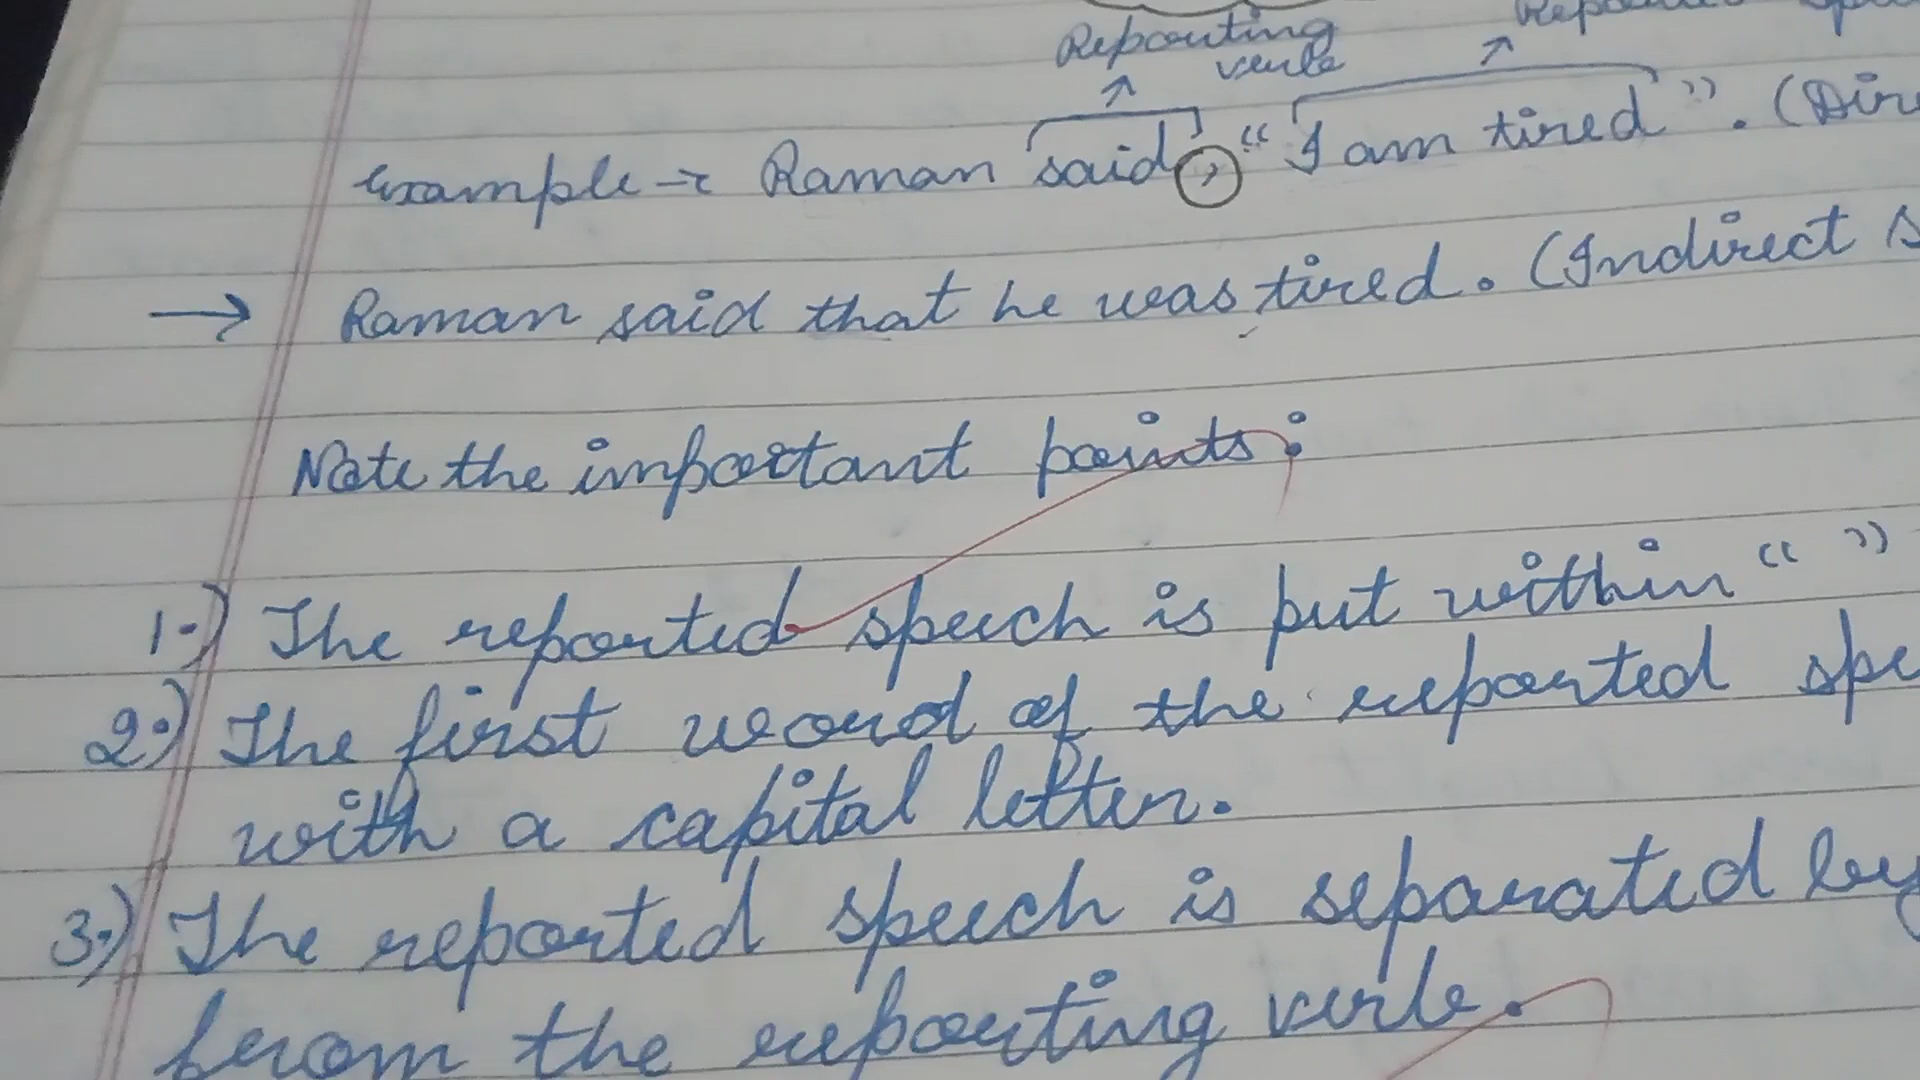 Reporting
verb
Example → Raman said, “I am tired”. (Dire
→ Raman said that he was tired. (Indirect s
Note the important points:
1.) The reported speech is put within “ ”
2.) The first word of the reported spe
with a capital letter.
3.) The reported speech is separated by
from the reporting verb.